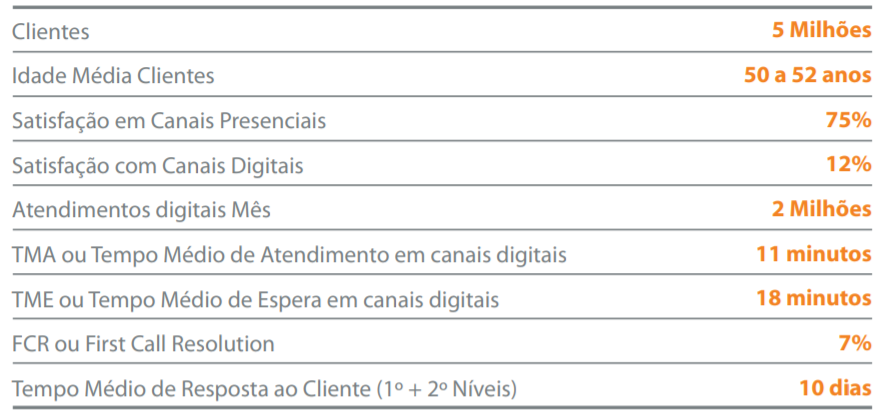 Clientes 5 Milhões
Idade Média Clientes 50 a 52 anos
Satisfação em Canais Presenciais 75%
Satisfação com Canais Digitais 12%
Atendimentos digitais Mês 2 Milhões
TMA ou Tempo Médio de Atendimento em canais digitais 11 minutos
TME ou Tempo Médio de Espera em canais digitais 18 minutos
FCR ou First Call Resolution 7%
Tempo Médio de Resposta ao Cliente (1º + 2º Níveis) 10 dias